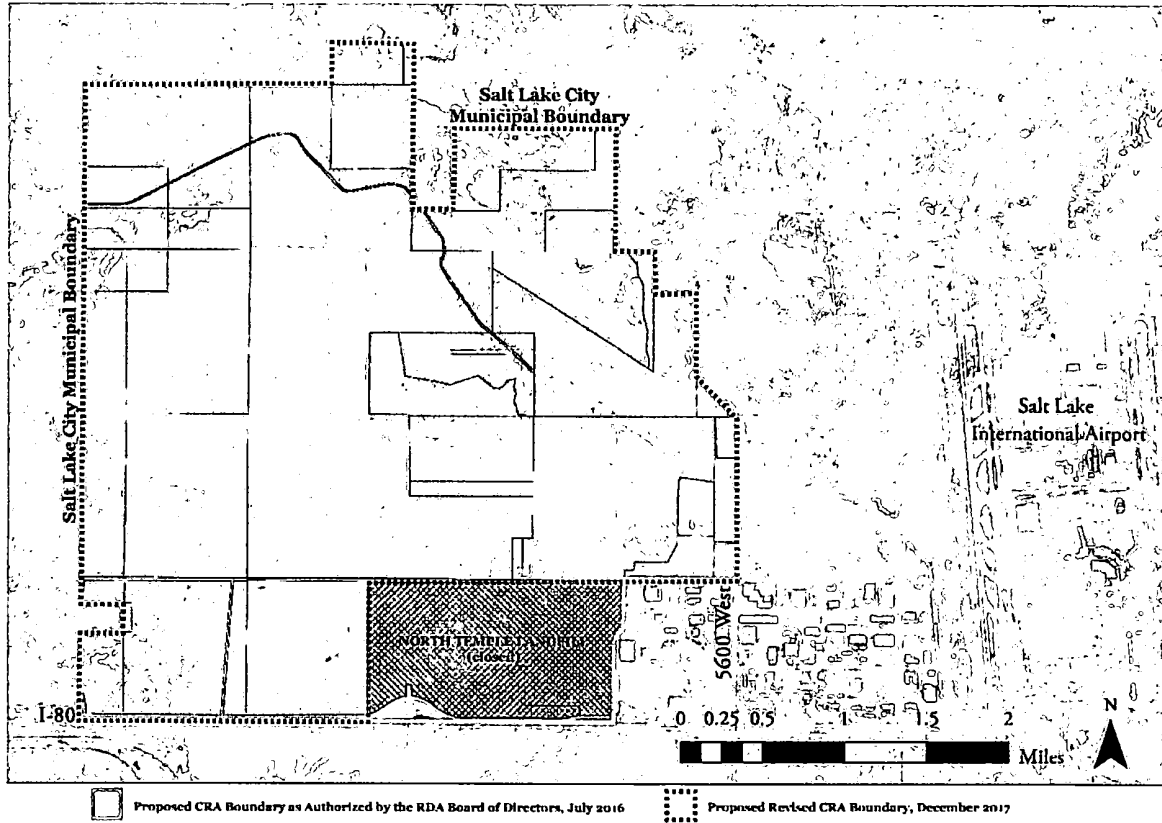 Salt Lake City
Municipal Boundary
Salt Lake City Municipal Boundary
Salt Lake
International Airport
NORTH TEMPLE LANDFILL
(closed)
5600 West
I-80
0 0.25 0.5 1 1.5 2
Miles
N
Proposed CRA Boundary as Authorized by the RDA Board of Directors, July 2016
Proposed Revised CRA Boundary, December 2017